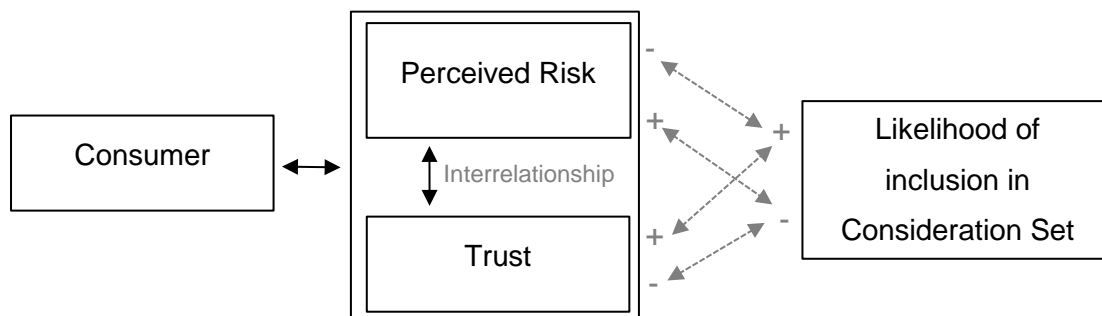 Consumer
Perceived Risk
Interrelationship
Trust
-
+
+
-
+
-
Likelihood of
inclusion in
Consideration Set